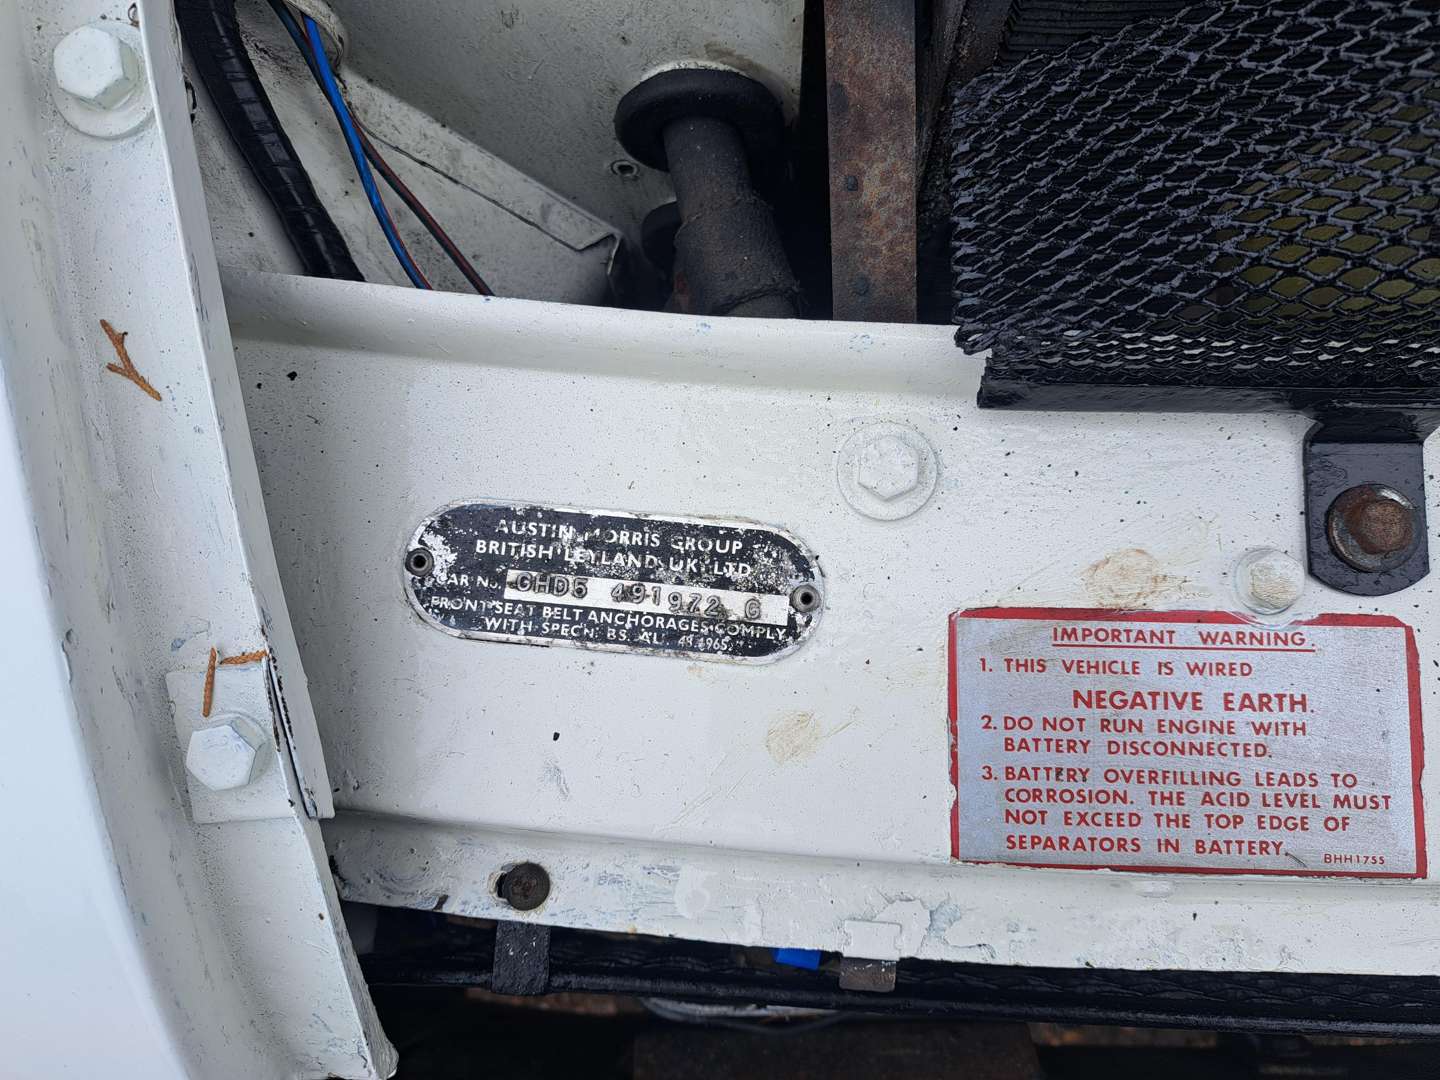 AUSTIN MORRIS GROUP
BRITISH LEYLAND UK LTD
CAR No. GHD5 491972 G
FRONT SEAT BELT ANCHORAGES COMPLY
WITH SPECN. BS. AU. 48.1965.
IMPORTANT WARNING.
1. THIS VEHICLE IS WIRED
NEGATIVE EARTH.
2. DO NOT RUN ENGINE WITH
BATTERY DISCONNECTED.
3. BATTERY OVERFILLING LEADS TO
CORROSION. THE ACID LEVEL MUST
NOT EXCEED THE TOP EDGE OF
SEPARATORS IN BATTERY.
BHH1755